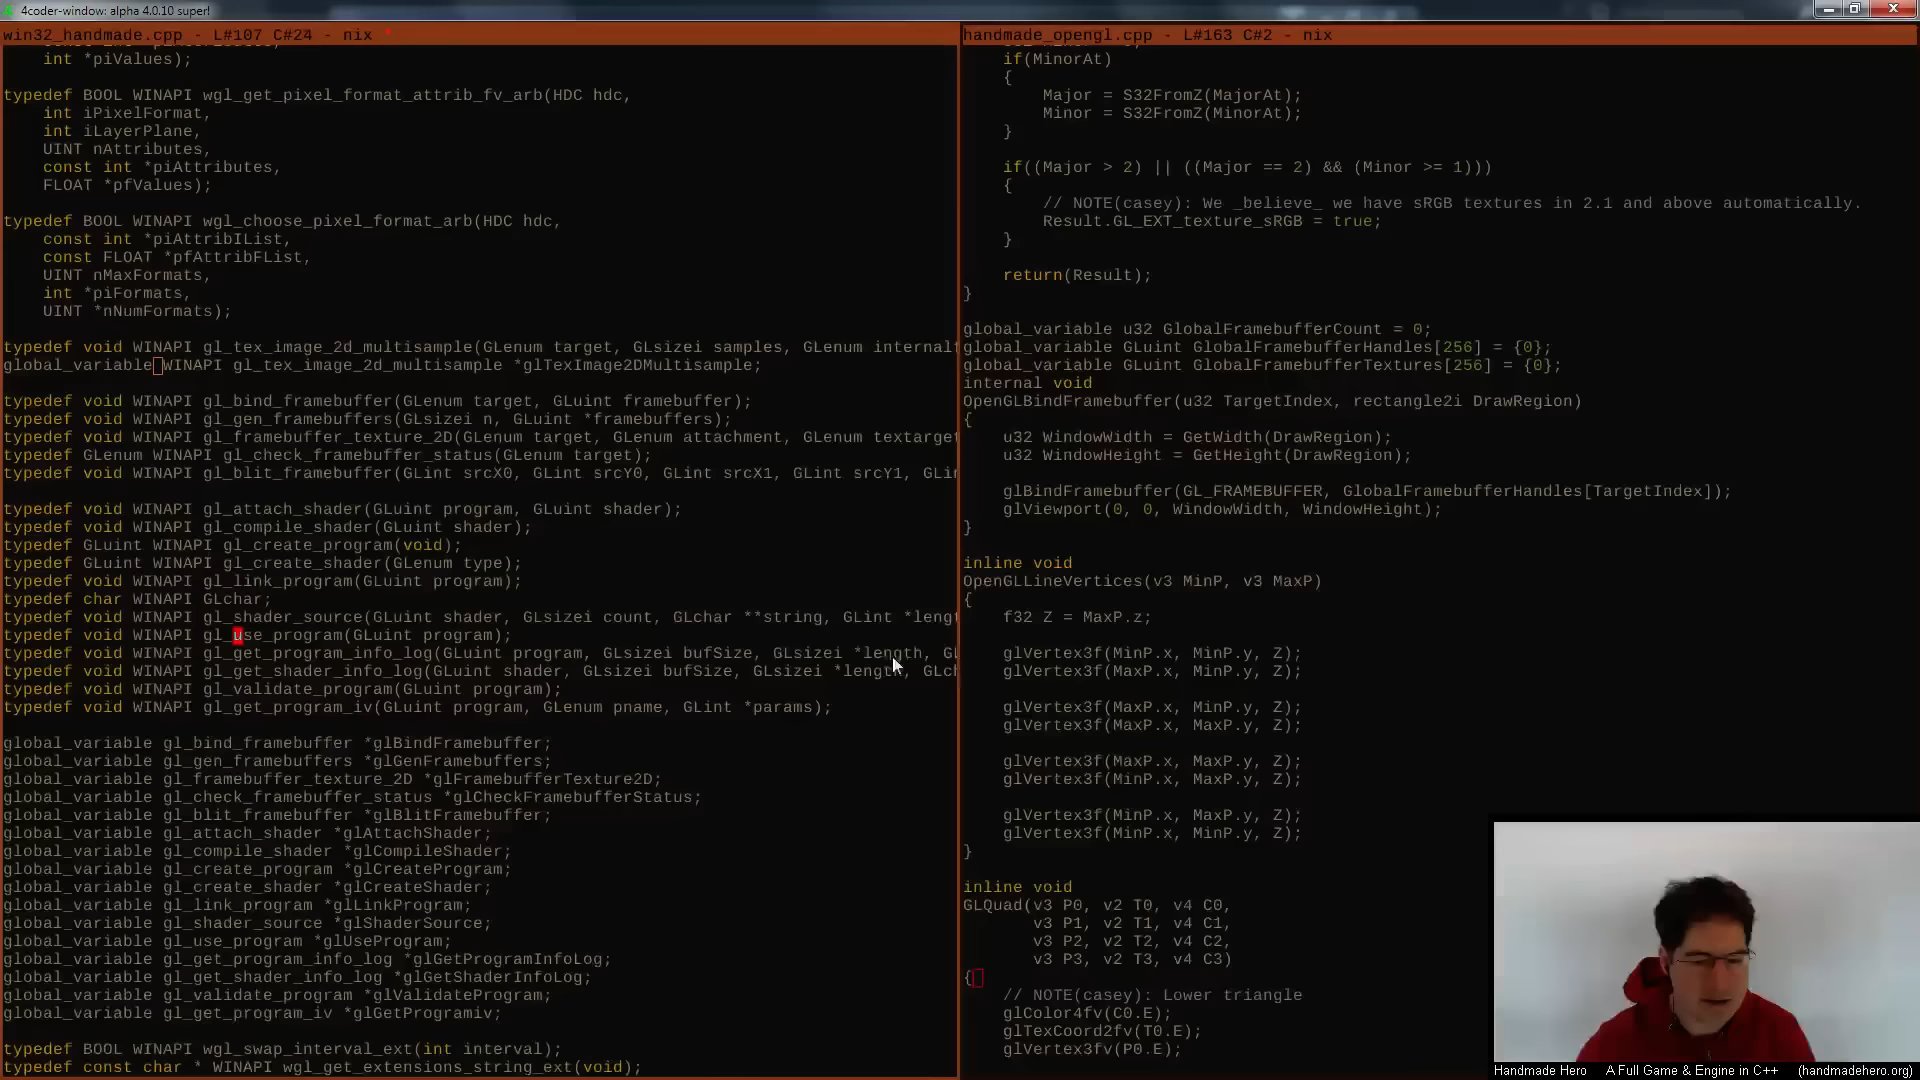 4coder-window: alpha 4.0.10 super!
win32_handmade.cpp - L#107 C#24 - nix *
int *piValues);
typedef BOOL WINAPI wgl_get_pixel_format_attrib_fv_arb(HDC hdc,
int iPixelFormat,
int iLayerPlane,
UINT nAttributes,
const int *piAttributes,
FLOAT *pfValues);
typedef BOOL WINAPI wgl_choose_pixel_format_arb(HDC hdc,
const int *piAttribIList,
const FLOAT *pfAttribFList,
UINT nMaxFormats,
int *piFormats,
UINT *nNumFormats);
typedef void WINAPI gl_tex_image_2d_multisample(GLenum target, GLsizei samples, GLenum internalf
global_variable WINAPI gl_tex_image_2d_multisample *glTexImage2DMultisample;
typedef void WINAPI gl_bind_framebuffer(GLenum target, GLuint framebuffer);
typedef void WINAPI gl_gen_framebuffers(GLsizei n, GLuint *framebuffers);
typedef void WINAPI gl_framebuffer_texture_2D(GLenum target, GLenum attachment, GLenum textarget
typedef GLenum WINAPI gl_check_framebuffer_status(GLenum target);
typedef void WINAPI gl_blit_framebuffer(GLint srcX0, GLint srcY0, GLint srcX1, GLint srcY1, GLin
typedef void WINAPI gl_attach_shader(GLuint program, GLuint shader);
typedef void WINAPI gl_compile_shader(GLuint shader);
typedef GLuint WINAPI gl_create_program(void);
typedef GLuint WINAPI gl_create_shader(GLenum type);
typedef void WINAPI gl_link_program(GLuint program);
typedef char WINAPI GLchar;
typedef void WINAPI gl_shader_source(GLuint shader, GLsizei count, GLchar **string, GLint *lengt
typedef void WINAPI gl_use_program(GLuint program);
typedef void WINAPI gl_get_program_info_log(GLuint program, GLsizei bufSize, GLsizei *length, GL
typedef void WINAPI gl_get_shader_info_log(GLuint shader, GLsizei bufSize, GLsizei *length, GLch
typedef void WINAPI gl_validate_program(GLuint program);
typedef void WINAPI gl_get_program_iv(GLuint program, GLenum pname, GLint *params);
global_variable gl_bind_framebuffer *glBindFramebuffer;
global_variable gl_gen_framebuffers *glGenFramebuffers;
global_variable gl_framebuffer_texture_2D *glFramebufferTexture2D;
global_variable gl_check_framebuffer_status *glCheckFramebufferStatus;
global_variable gl_blit_framebuffer *glBlitFramebuffer;
global_variable gl_attach_shader *glAttachShader;
global_variable gl_compile_shader *glCompileShader;
global_variable gl_create_program *glCreateProgram;
global_variable gl_create_shader *glCreateShader;
global_variable gl_link_program *glLinkProgram;
global_variable gl_shader_source *glShaderSource;
global_variable gl_use_program *glUseProgram;
global_variable gl_get_program_info_log *glGetProgramInfoLog;
global_variable gl_get_shader_info_log *glGetShaderInfoLog;
global_variable gl_validate_program *glValidateProgram;
global_variable gl_get_program_iv *glGetProgramiv;
typedef BOOL WINAPI wgl_swap_interval_ext(int interval);
typedef const char * WINAPI wgl_get_extensions_string_ext(void);
handmade_opengl.cpp - L#163 C#2 - nix
if(MinorAt)
{
Major = S32FromZ(MajorAt);
Minor = S32FromZ(MinorAt);
}
if((Major > 2) || ((Major == 2) && (Minor >= 1)))
{
// NOTE(casey): We _believe_ we have sRGB textures in 2.1 and above automatically.
Result.GL_EXT_texture_sRGB = true;
}
return(Result);
}
global_variable u32 GlobalFramebufferCount = 0;
global_variable GLuint GlobalFramebufferHandles[256] = {0};
global_variable GLuint GlobalFramebufferTextures[256] = {0};
internal void
OpenGLBindFramebuffer(u32 TargetIndex, rectangle2i DrawRegion)
{
u32 WindowWidth = GetWidth(DrawRegion);
u32 WindowHeight = GetHeight(DrawRegion);
glBindFramebuffer(GL_FRAMEBUFFER, GlobalFramebufferHandles[TargetIndex]);
glViewport(0, 0, WindowWidth, WindowHeight);
}
inline void
OpenGLLineVertices(v3 MinP, v3 MaxP)
{
f32 Z = MaxP.z;
glVertex3f(MinP.x, MinP.y, Z);
glVertex3f(MaxP.x, MinP.y, Z);
glVertex3f(MaxP.x, MinP.y, Z);
glVertex3f(MaxP.x, MaxP.y, Z);
glVertex3f(MaxP.x, MaxP.y, Z);
glVertex3f(MinP.x, MaxP.y, Z);
glVertex3f(MinP.x, MaxP.y, Z);
glVertex3f(MinP.x, MinP.y, Z);
}
inline void
GLQuad(v3 P0, v2 T0, v4 C0,
v3 P1, v2 T1, v4 C1,
v3 P2, v2 T2, v4 C2,
v3 P3, v2 T3, v4 C3)
{
// NOTE(casey): Lower triangle
glColor4fv(C0.E);
glTexCoord2fv(T0.E);
glVertex3fv(P0.E);
Handmade Hero A Full Game & Engine in C++ (handmadehero.org)